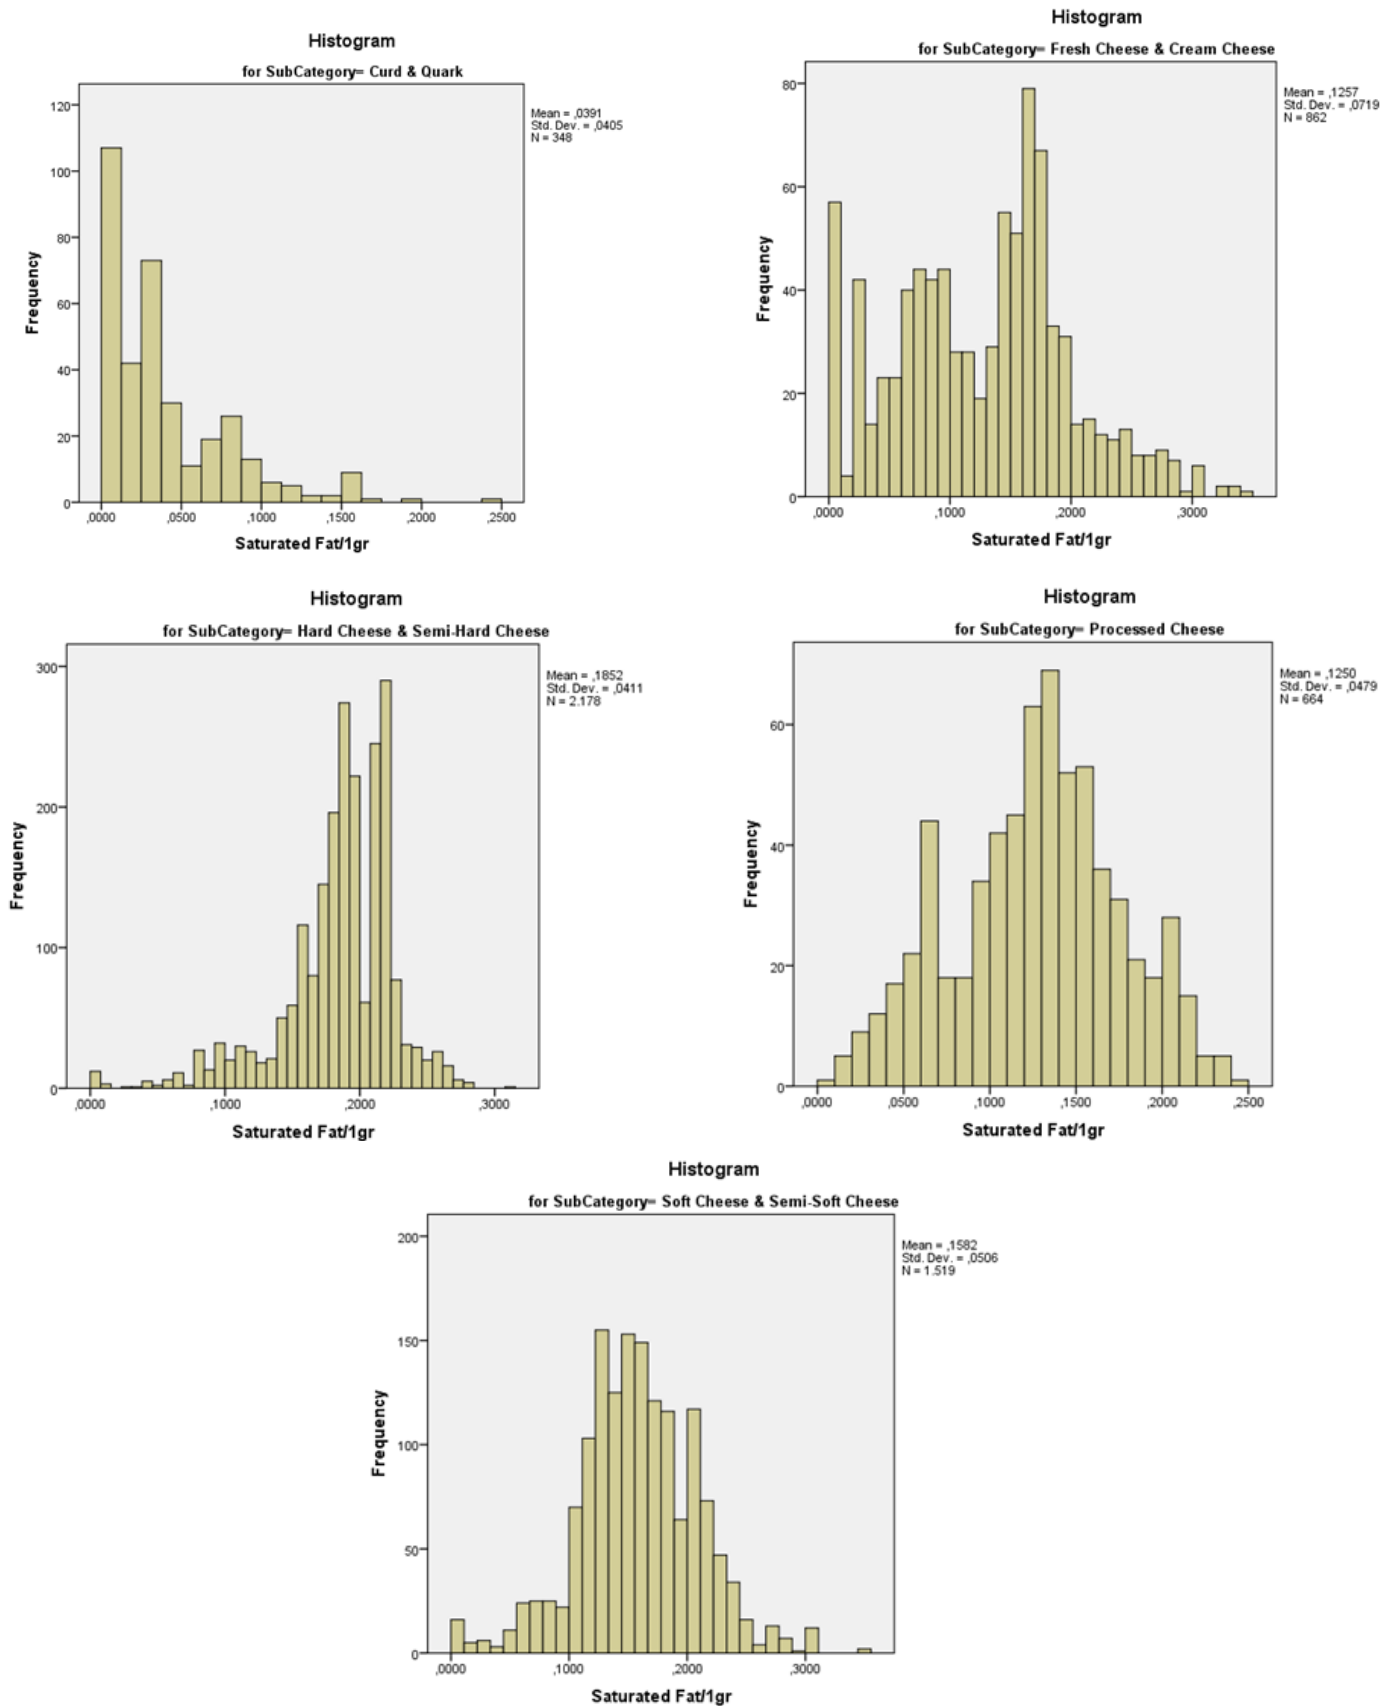 Histogram
for SubCategory= Curd & Quark
Mean = ,0391
Std. Dev. = ,0405
N = 348
120
100
80
60
40
20
0
Frequency
,0000 ,0500 ,1000 ,1500 ,2000 ,2500
Saturated Fat/1gr
Histogram
for SubCategory= Fresh Cheese & Cream Cheese
Mean = ,1257
Std. Dev. = ,0719
N = 862
80
60
40
20
0
Frequency
,0000 ,1000 ,2000 ,3000
Saturated Fat/1gr
Histogram
for SubCategory= Hard Cheese & Semi-Hard Cheese
Mean = ,1852
Std. Dev. = ,0411
N = 2.178
300
200
100
0
Frequency
,0000 ,1000 ,2000 ,3000
Saturated Fat/1gr
Histogram
for SubCategory= Processed Cheese
Mean = ,1250
Std. Dev. = ,0479
N = 664
60
40
20
0
Frequency
,0000 ,0500 ,1000 ,1500 ,2000 ,2500
Saturated Fat/1gr
Histogram
for SubCategory= Soft Cheese & Semi-Soft Cheese
Mean = ,1582
Std. Dev. = ,0506
N = 1.519
200
150
100
50
0
Frequency
,0000 ,1000 ,2000 ,3000
Saturated Fat/1gr